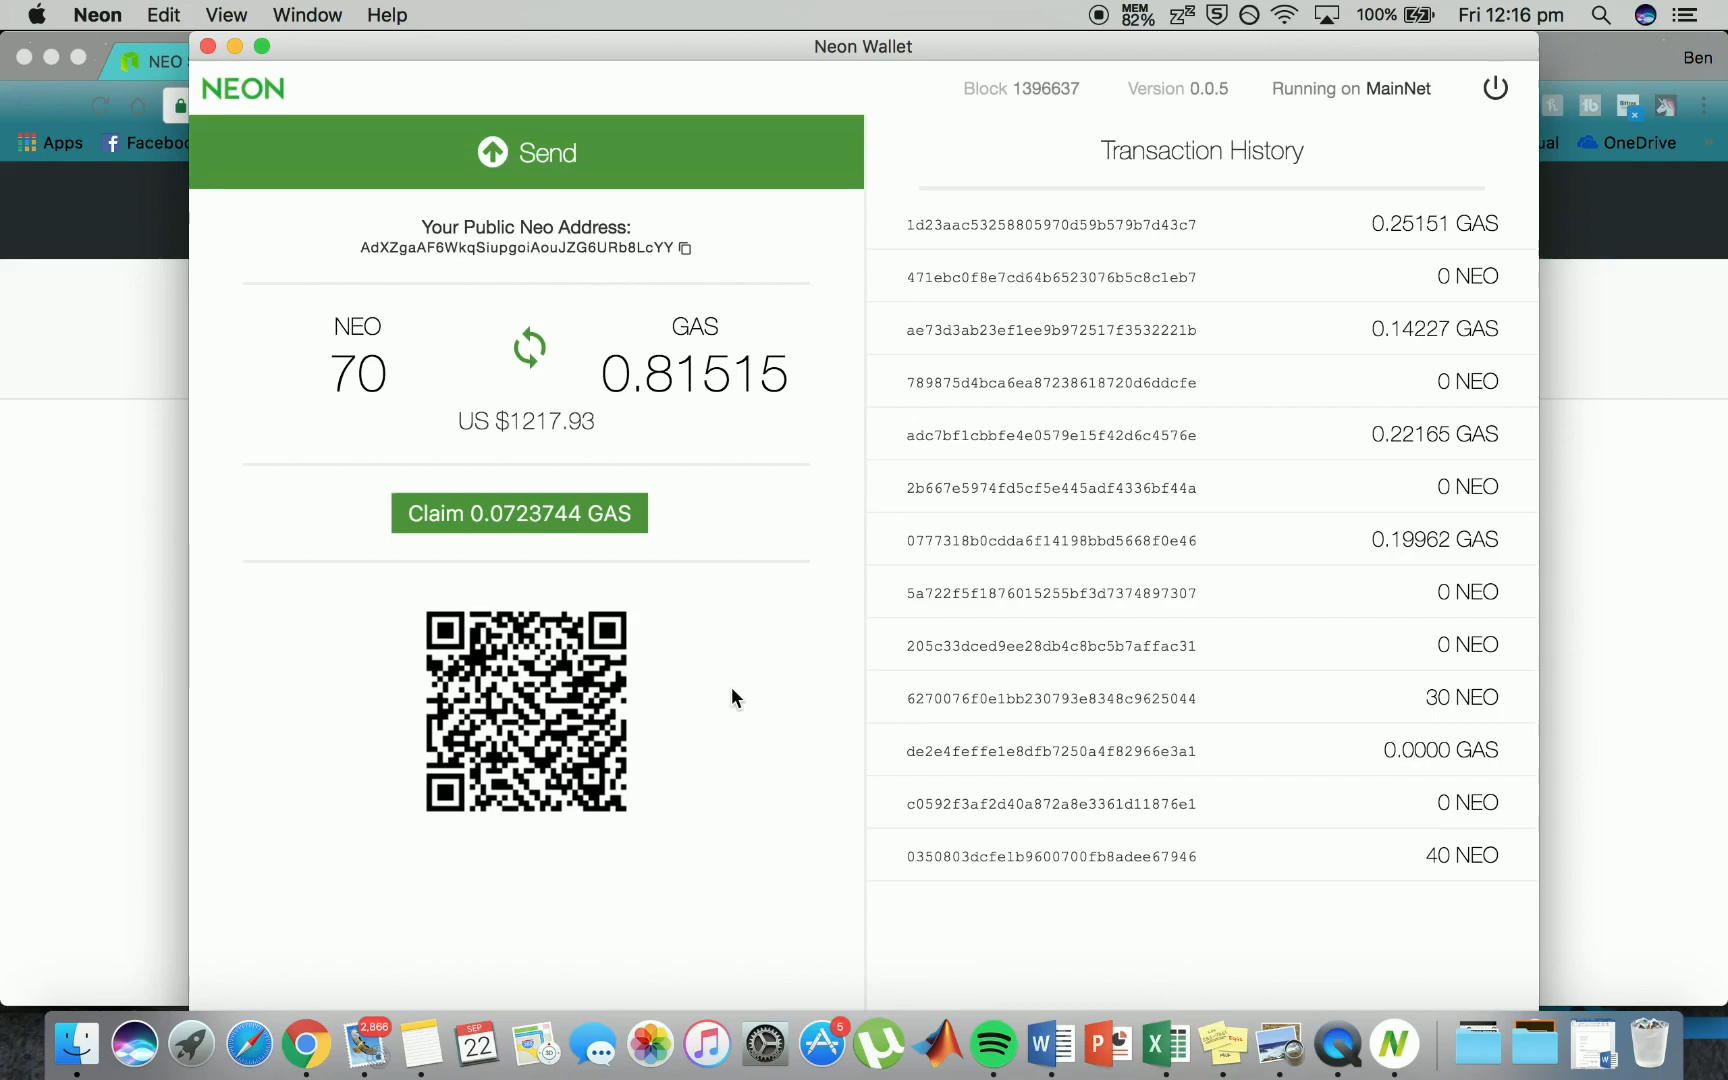 Neon Edit View Window Help MEM 82% 100% Fri 12:16 pm
Neon Wallet
NEO
Ben
Apps Faceboo
OneDrive
NEON
Block 1396637 Version 0.0.5 Running on MainNet
Send
Your Public Neo Address:
AdXZgaAF6WkqSiupgoiAouJZG6URb8LcYY
NEO GAS
70 0.81515
US $1217.93
Claim 0.0723744 GAS
Transaction History
1d23aac53258805970d59b579b7d43c7 0.25151 GAS
471ebc0f8e7cd64b6523076b5c8c1eb7 0 NEO
ae73d3ab23ef1ee9b972517f3532221b 0.14227 GAS
789875d4bca6ea87238618720d6ddcfe 0 NEO
adc7bf1cbbfe4e0579e15f42d6c4576e 0.22165 GAS
2b667e5974fd5cf5e445adf4336bf44a 0 NEO
0777318b0cdda6f14198bbd5668f0e46 0.19962 GAS
5a722f5f1876015255bf3d7374897307 0 NEO
205c33dced9ee28db4c8bc5b7affac31 0 NEO
6270076f0e1bb230793e8348c9625044 30 NEO
de2e4feffe1e8dfb7250a4f82966e3a1 0.0000 GAS
c0592f3af2d40a872a8e3361d11876e1 0 NEO
0350803dcfe1b9600700fb8adee67946 40 NEO
2,866
SEP
22
5